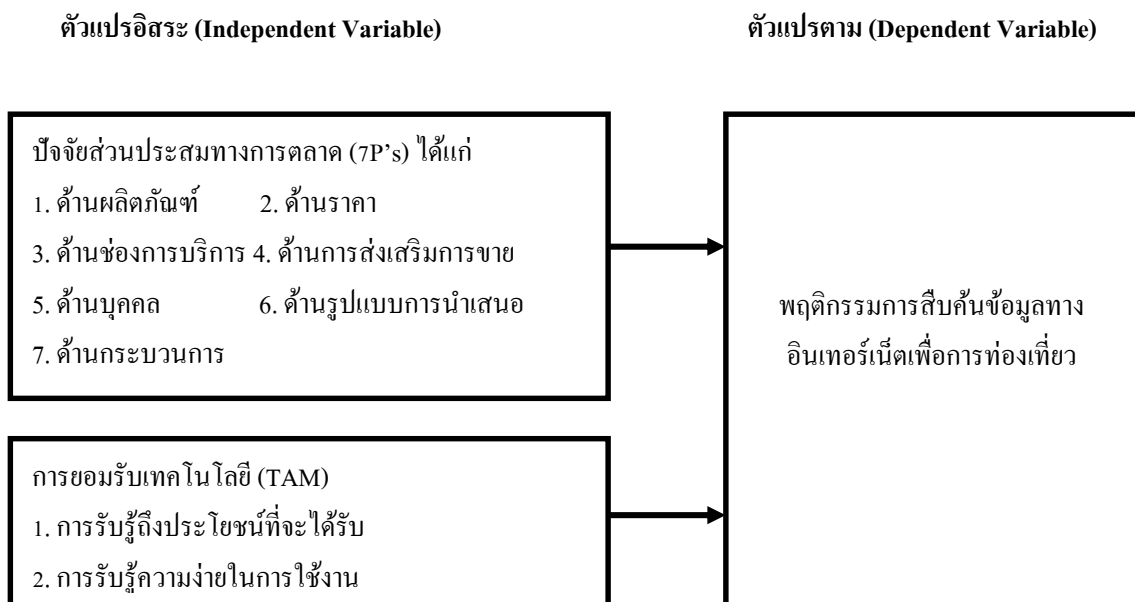 ตัวแปรอิสระ (Independent Variable) ตัวแปรตาม (Dependent Variable)
ปัจจัยส่วนประสมทางการตลาด (7P's) ได้แก่
1. ด้านผลิตภัณฑ์ 2. ด้านราคา
3. ด้านช่องการบริการ 4. ด้านการส่งเสริมการขาย
5. ด้านบุคคล 6. ด้านรูปแบบการนำเสนอ
7. ด้านกระบวนการ
พฤติกรรมการสืบค้นข้อมูลทาง
อินเทอร์เน็ตเพื่อการท่องเที่ยว
การยอมรับเทคโนโลยี (TAM)
1. การรับรู้ถึงประโยชน์ที่จะได้รับ
2. การรับรู้ความง่ายในการใช้งาน